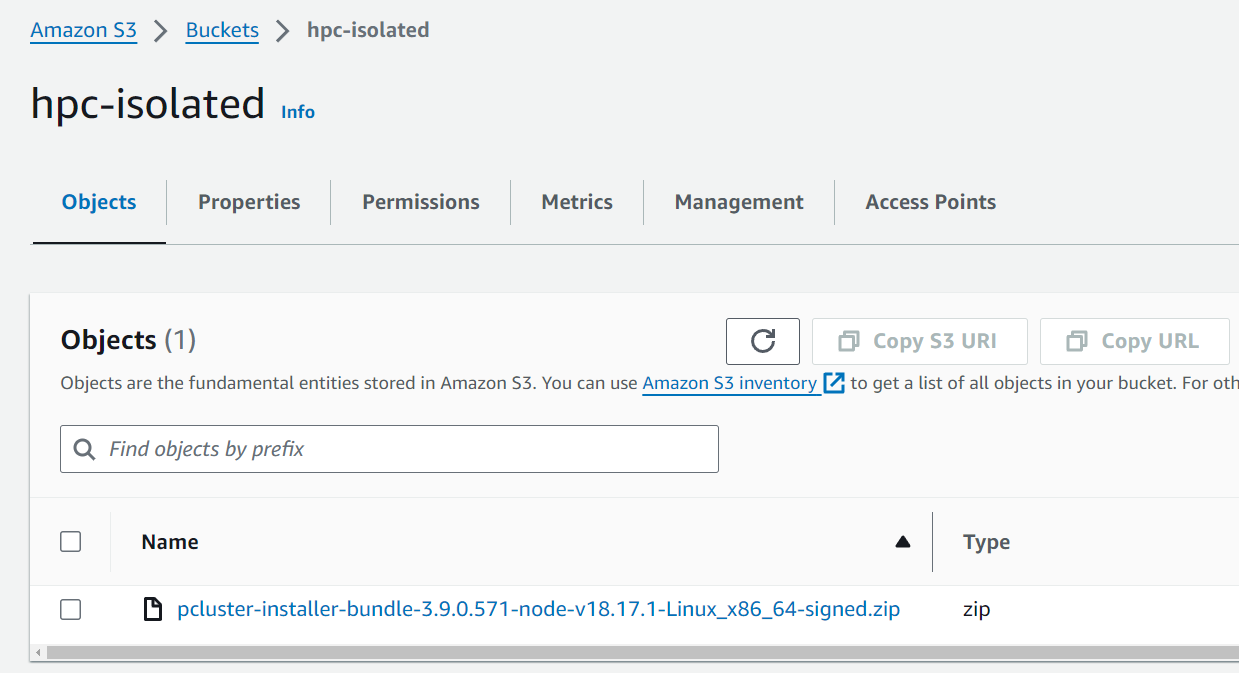 Amazon S3 > Buckets > hpc-isolated
hpc-isolated Info
Objects Properties Permissions Metrics Management Access Points
Objects (1) Copy S3 URI Copy URL
Objects are the fundamental entities stored in Amazon S3. You can use Amazon S3 inventory to get a list of all objects in your bucket. For
Find objects by prefix
Name Type
pcluster-installer-bundle-3.9.0.571-node-v18.17.1-Linux_x86_64-signed.zip zip